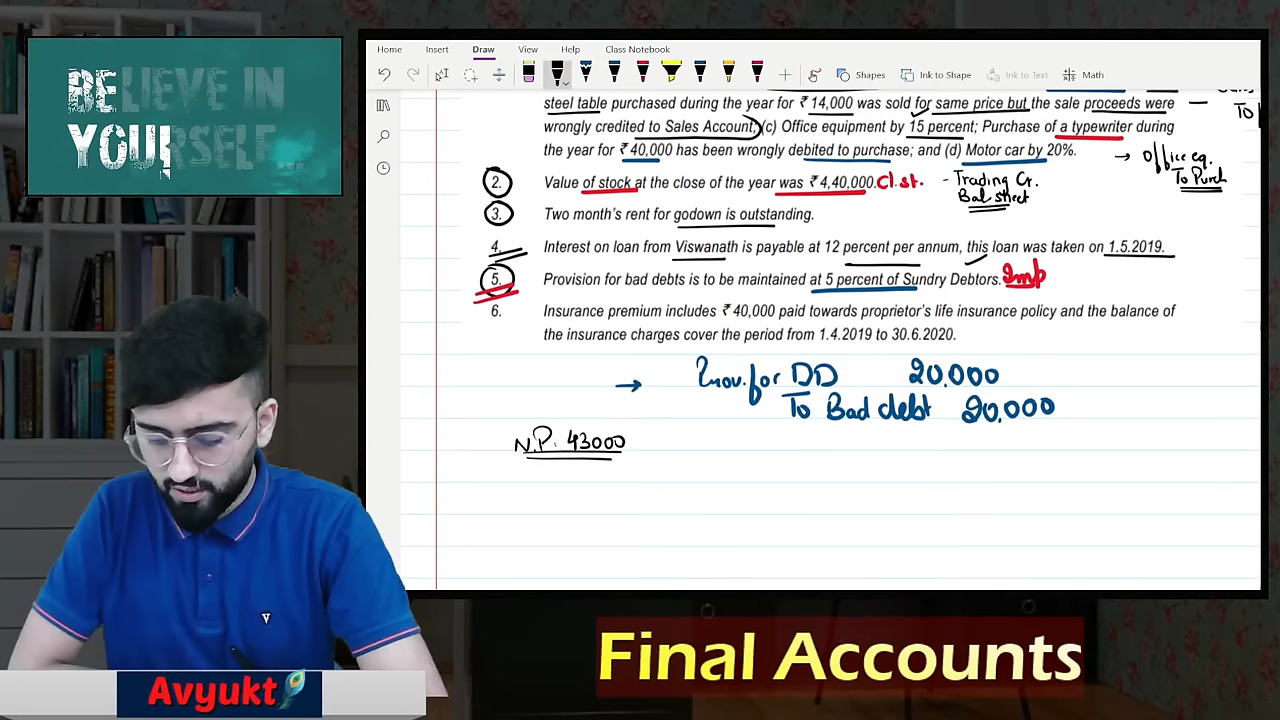 BELIEVE IN
YOURSELF...
Home Insert Draw View Help Class Notebook
Shapes Ink to Shape Ink to Text Math
steel table purchased during the year for ₹ 14,000 was sold for same price but the sale proceeds were
To
wrongly credited to Sales Account; (c) Office equipment by 15 percent; Purchase of a typewriter during
the year for ₹ 40,000 has been wrongly debited to purchase; and (d) Motor car by 20%.
→ Office eq.
To Purch
2. Value of stock at the close of the year was ₹ 4,40,000. Cl.st. - Trading Cr.
Bal sheet
3. Two month's rent for godown is outstanding.
4. Interest on loan from Viswanath is payable at 12 percent per annum, this loan was taken on 1.5.2019.
5. Provision for bad debts is to be maintained at 5 percent of Sundry Debtors. Imp
6. Insurance premium includes ₹ 40,000 paid towards proprietor's life insurance policy and the balance of
the insurance charges cover the period from 1.4.2019 to 30.6.2020.
→ Prov. for DD 20,000
To Bad debt 20,000
N.P. 43000
Final Accounts
Avyukt